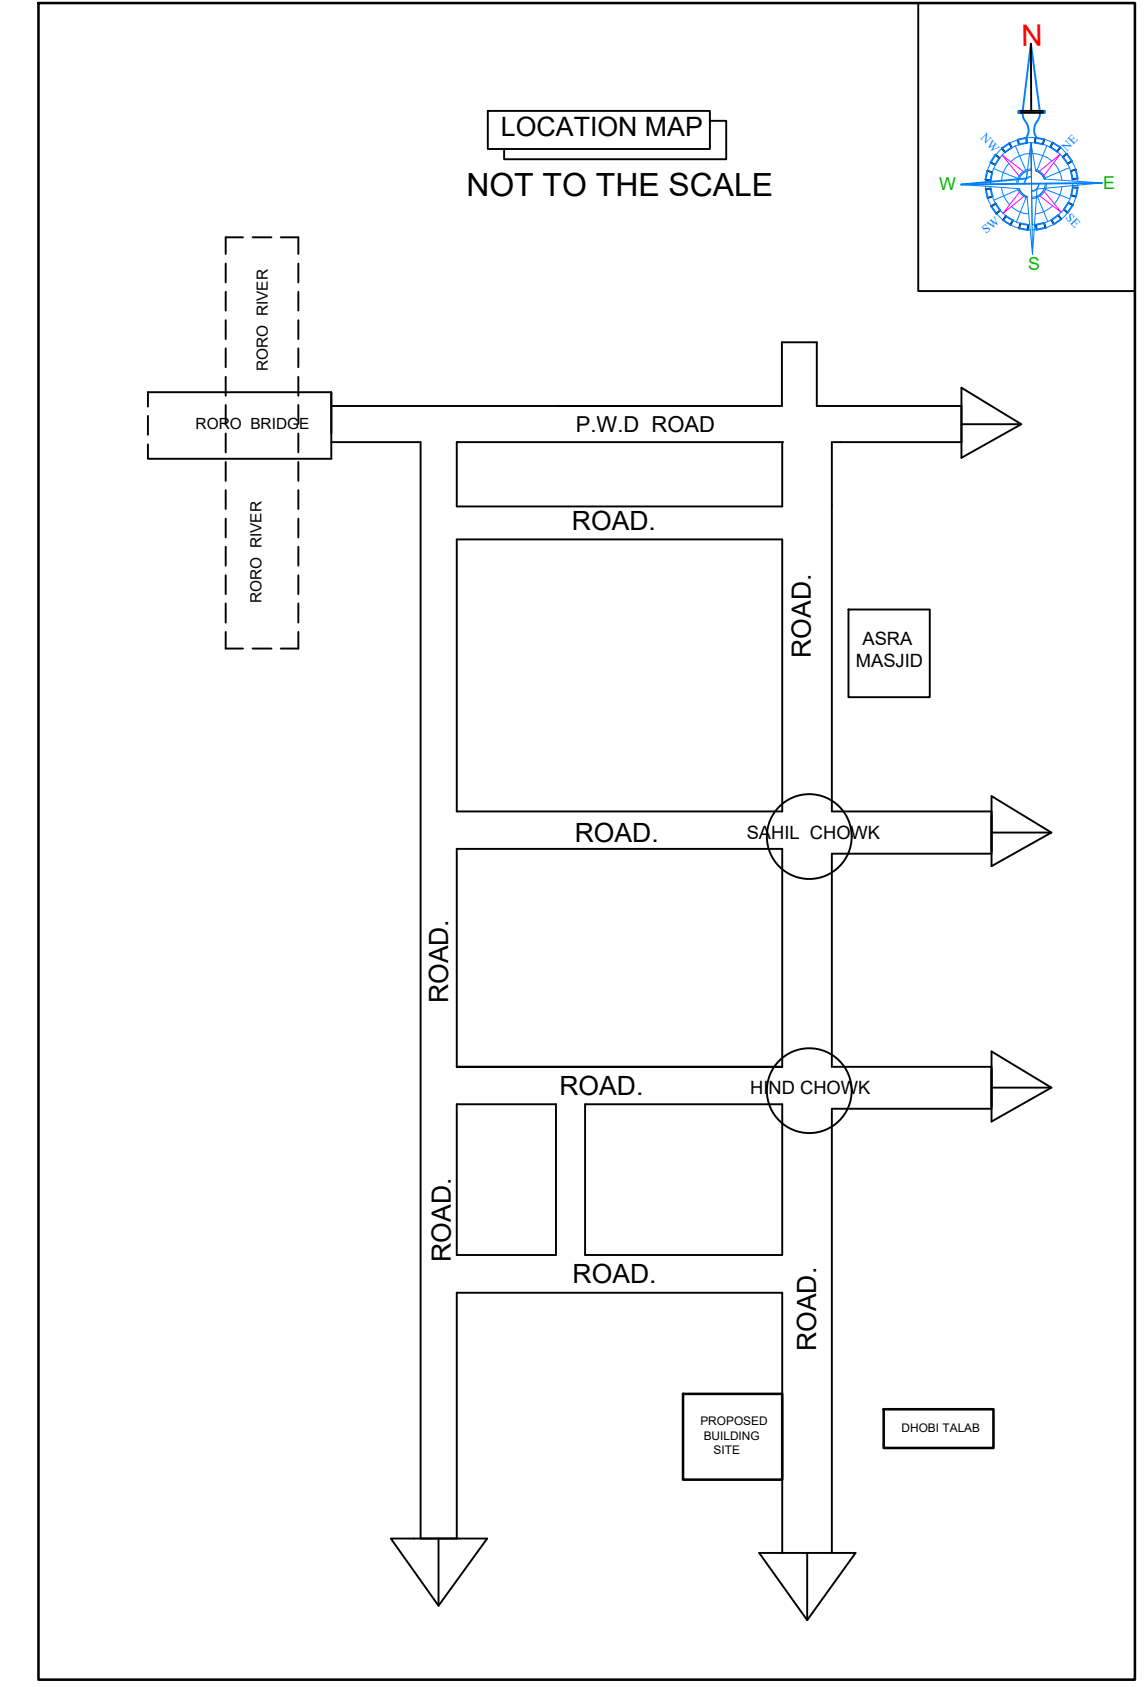 N
NW
NE
W
E
SW
SE
S
LOCATION MAP
NOT TO THE SCALE
RORO RIVER
RORO BRIDGE
P.W.D ROAD
RORO RIVER
ROAD.
ROAD.
ASRA
MASJID
ROAD.
SAHIL CHOWK
ROAD.
ROAD.
HIND CHOWK
ROAD.
ROAD.
ROAD.
PROPOSED
BUILDING
SITE
DHOBI TALAB